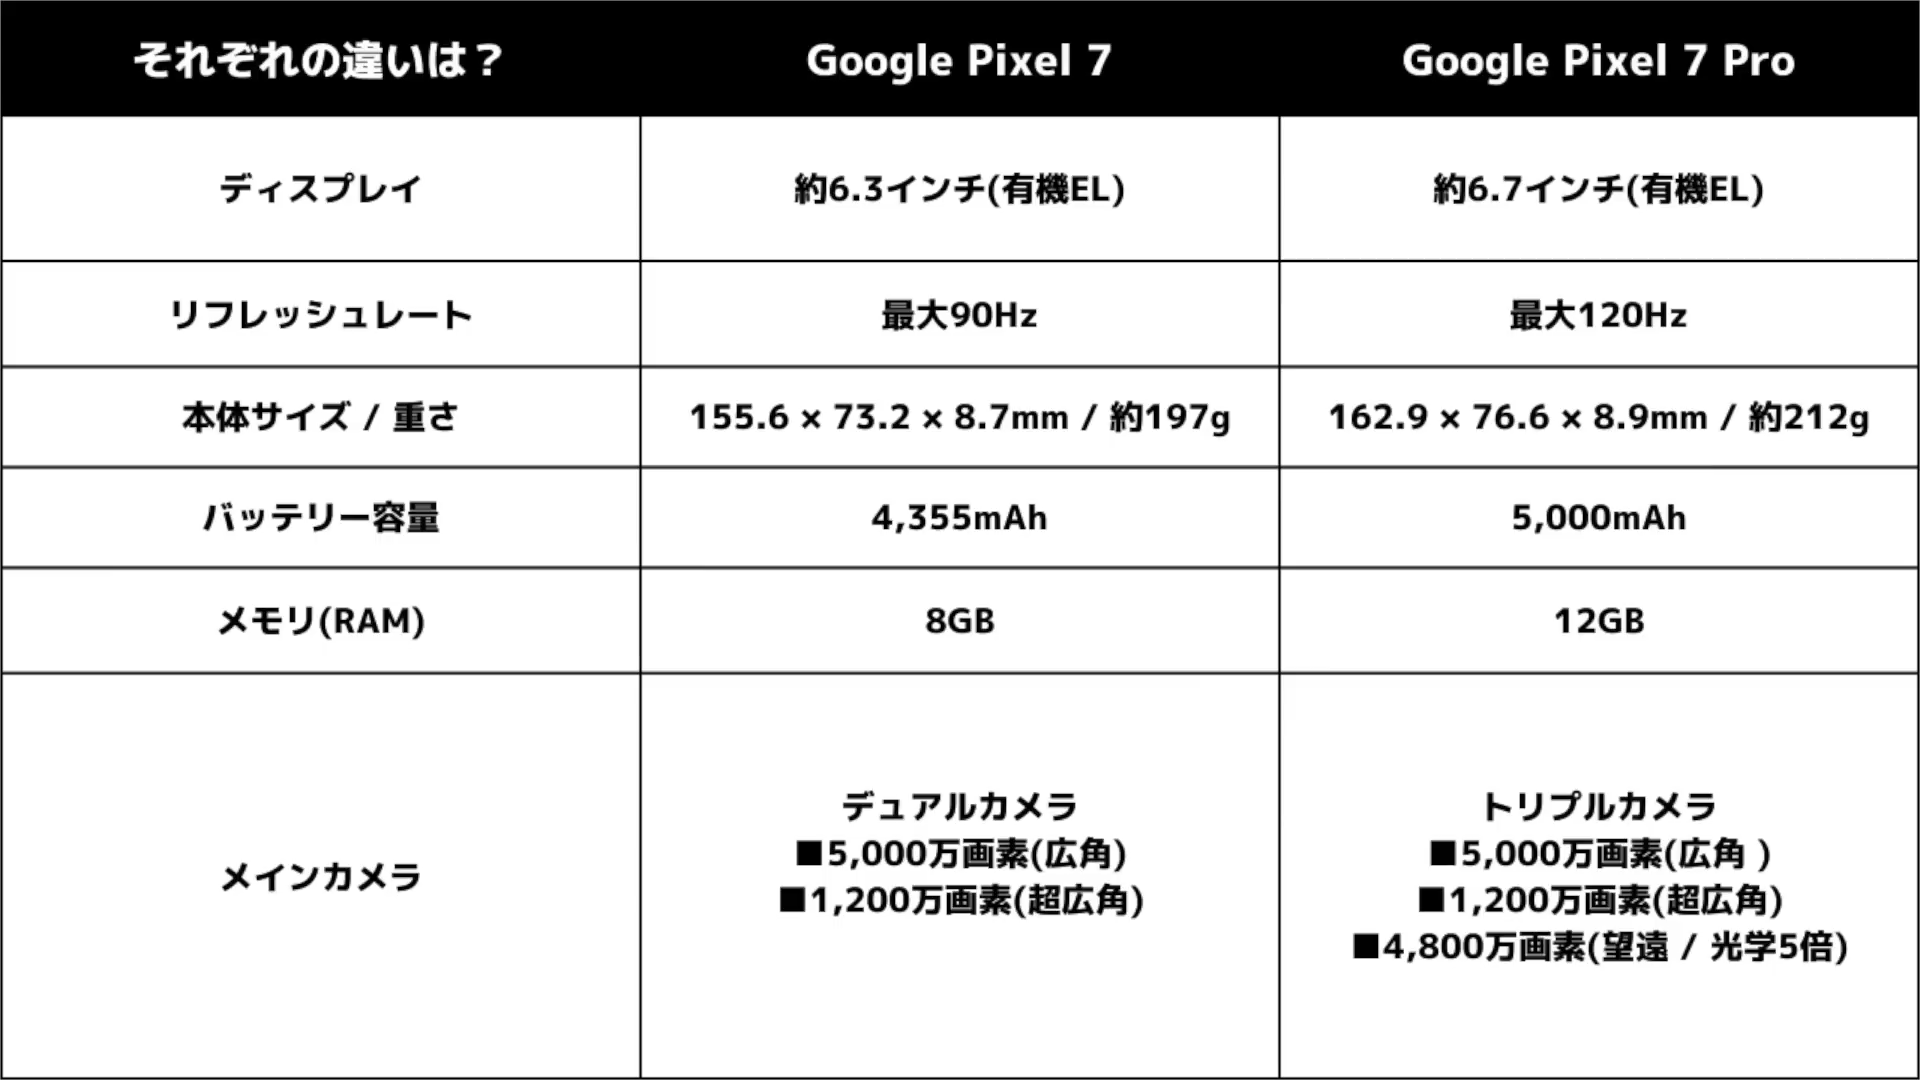 それぞれの違いは？ Google Pixel 7 Google Pixel 7 Pro
ディスプレイ 約6.3インチ(有機EL) 約6.7インチ(有機EL)
リフレッシュレート 最大90Hz 最大120Hz
本体サイズ / 重さ 155.6 × 73.2 × 8.7mm / 約197g 162.9 × 76.6 × 8.9mm / 約212g
バッテリー容量 4,355mAh 5,000mAh
メモリ(RAM) 8GB 12GB
メインカメラ
デュアルカメラ
■5,000万画素(広角)
■1,200万画素(超広角)
トリプルカメラ
■5,000万画素(広角 )
■1,200万画素(超広角)
■4,800万画素(望遠 / 光学5倍)